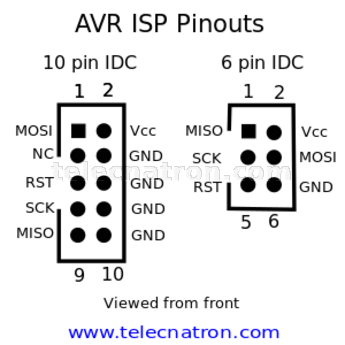 AVR ISP Pinouts
10 pin IDC
6 pin IDC
1 2
MOSI Vcc
NC GND
RST GND
SCK GND
MISO GND
9 10
1 2
MISO Vcc
SCK MOSI
RST GND
5 6
telecnatron.com
Viewed from front
www.telecnatron.com